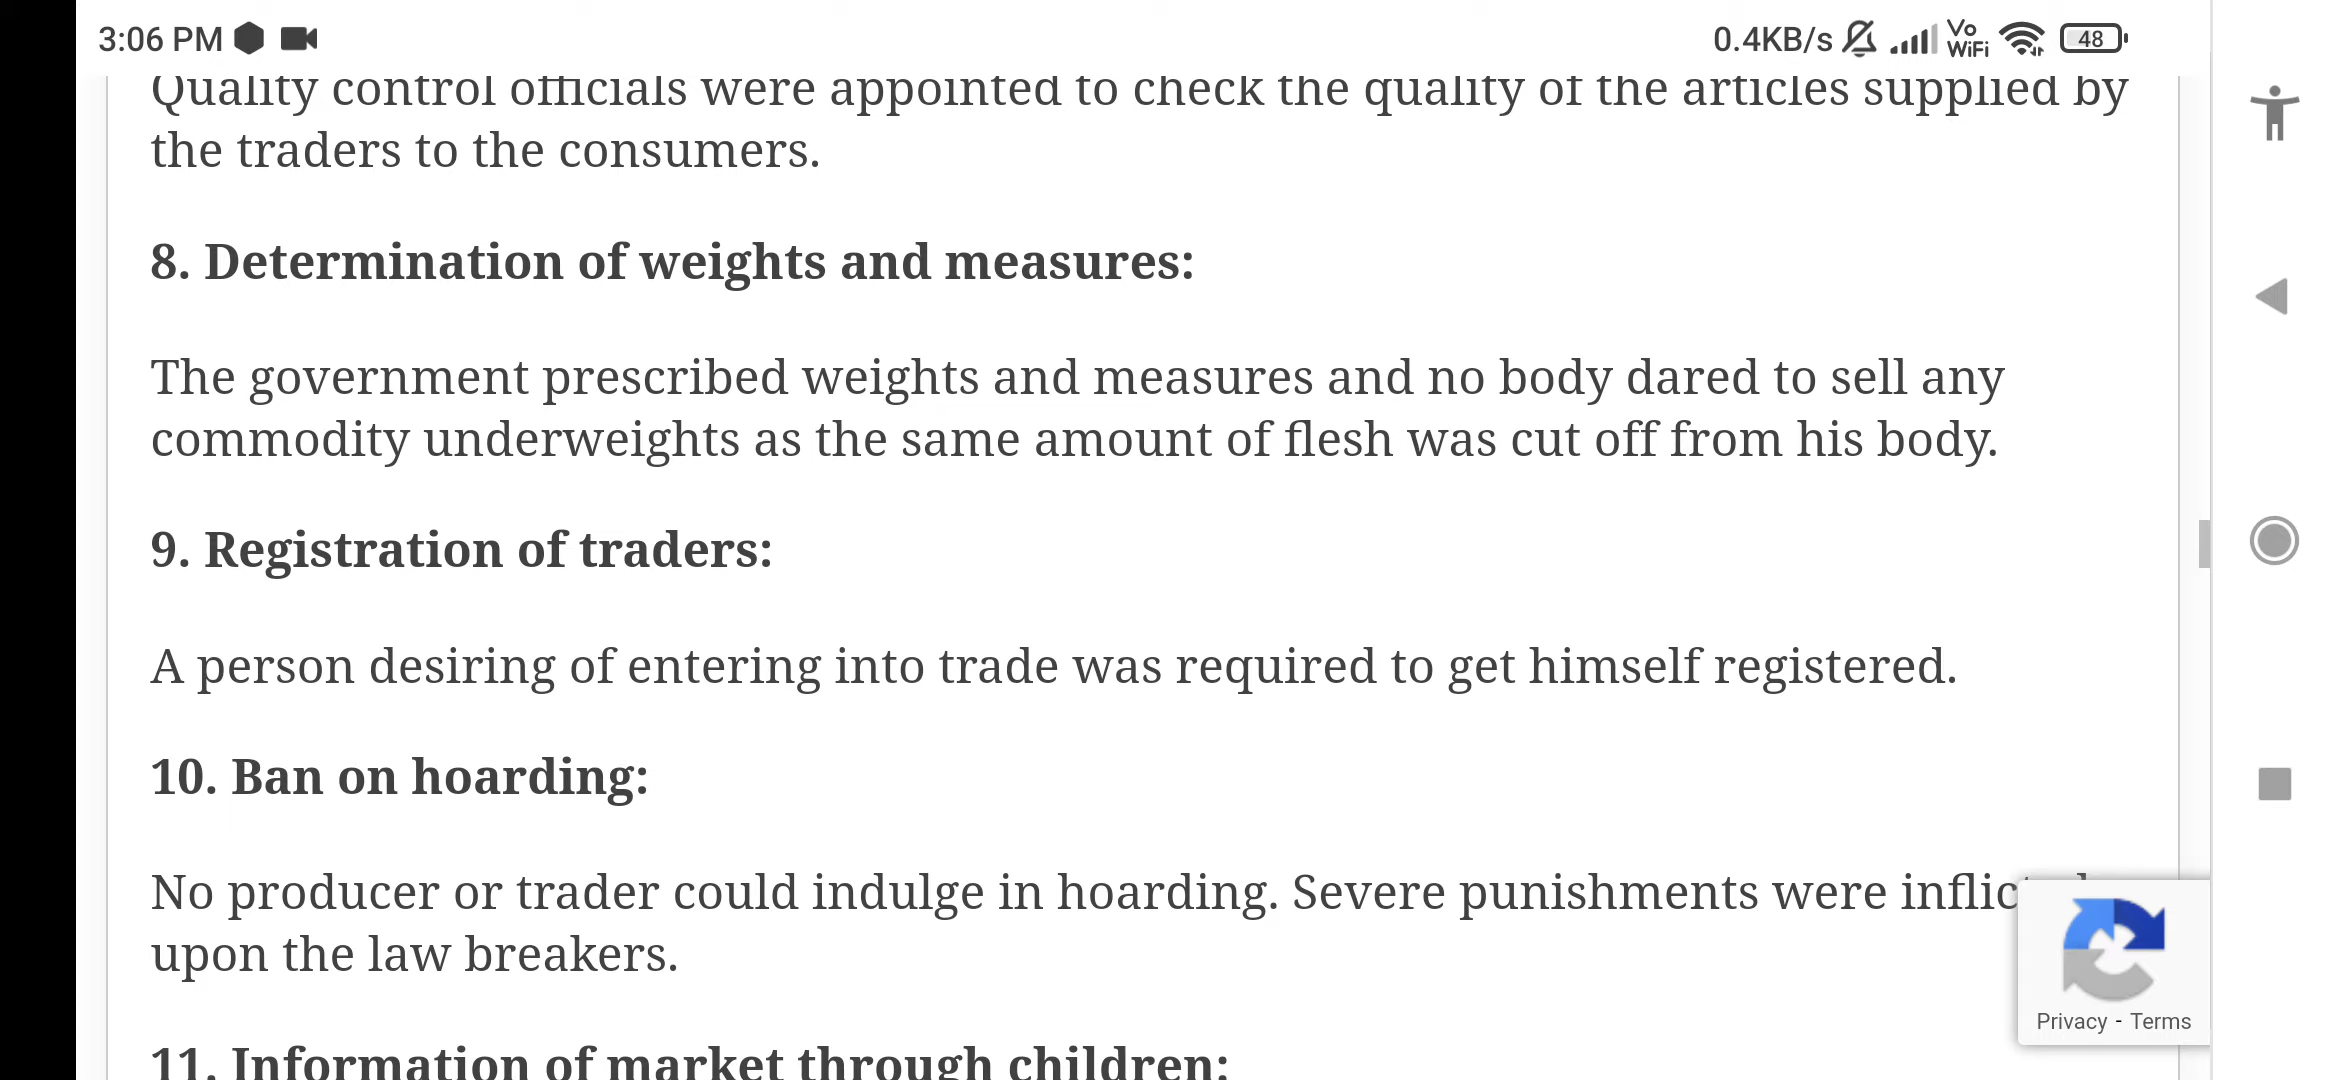 3:06 PM 0.4KB/s Vo WiFi 48
Quality control officials were appointed to check the quality of the articles supplied by
the traders to the consumers.
8. Determination of weights and measures:
The government prescribed weights and measures and no body dared to sell any
commodity underweights as the same amount of flesh was cut off from his body.
9. Registration of traders:
A person desiring of entering into trade was required to get himself registered.
10. Ban on hoarding:
No producer or trader could indulge in hoarding. Severe punishments were
upon the law breakers.
Privacy - Terms
11. Information of market through children: